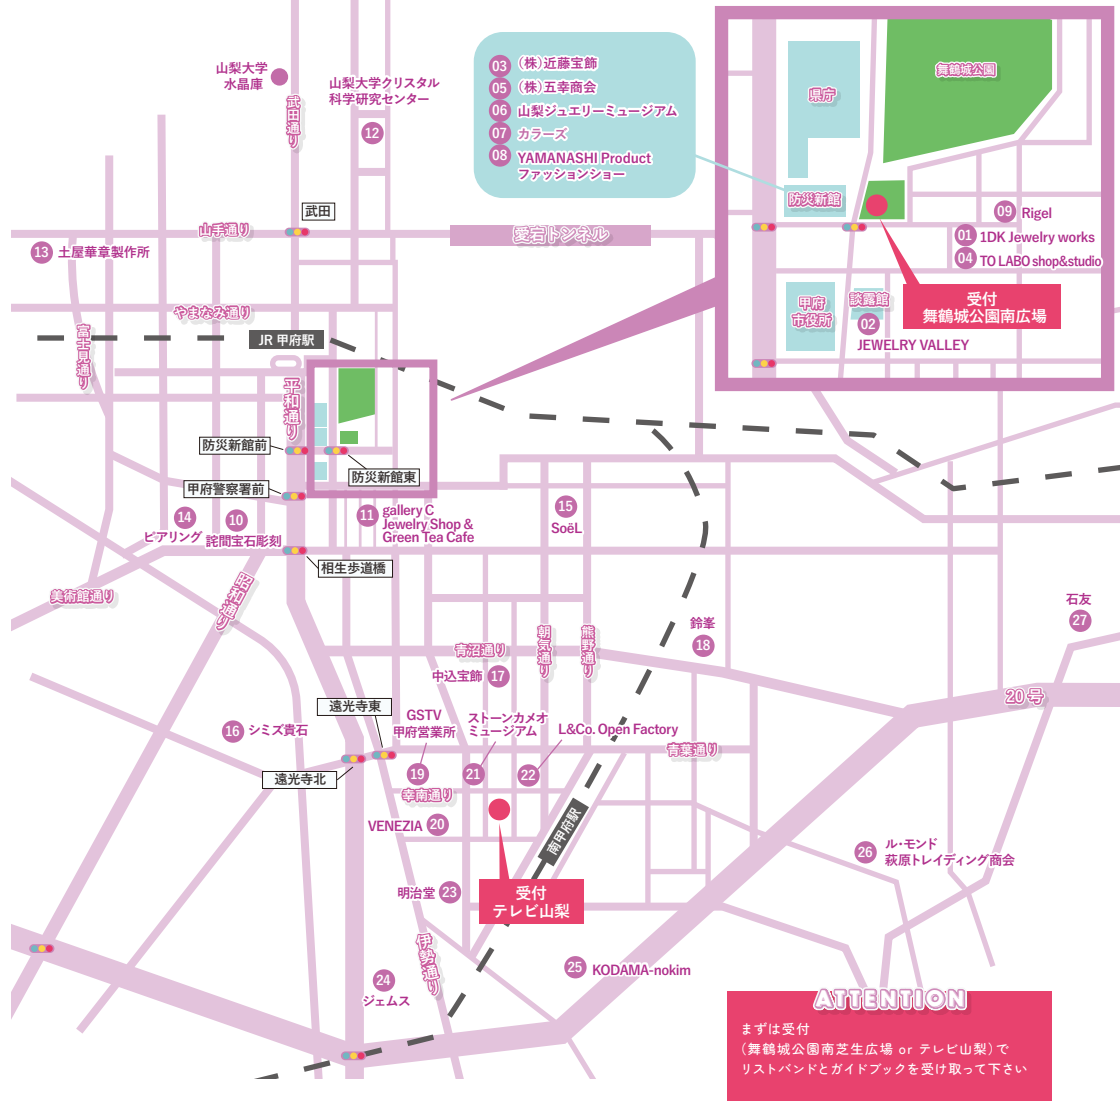 山梨大学
水晶庫
武田通り
山梨大学クリスタル
科学研究センター
12
03 (株)近藤宝飾
05 (株)五幸商会
06 山梨ジュエリーミュージアム
07 カラーズ
08 YAMANASHI Product
ファッションショー
舞鶴城公園
県庁
防災新館
09 Rigel
01 1DK Jewelry works
04 TO LABO shop&studio
受付
舞鶴城公園南広場
甲府
市役所
談露館
02
JEWELRY VALLEY
武田
山手通り
愛宕トンネル
13 土屋華章製作所
やまなみ通り
富士見通り
JR 甲府駅
平和通り
防災新館前
防災新館東
甲府警察署前
14
ピアリング
10
詫間宝石彫刻
11 gallery C
Jewelry Shop &
Green Tea Cafe
15
SoëL
相生歩道橋
美術館通り
昭和通り
石友
27
鈴峯
18
朝気通り
熊野通り
青沼通り
中込宝飾 17
20号
遠光寺東
16 シミズ貴石
GSTV
甲府営業所
19
ストーンカメオ
ミュージアム
21
L&Co. Open Factory
22
青葉通り
遠光寺北
幸南通り
VENEZIA 20
南甲府駅
26 ル・モンド
萩原トレイディング商会
明治堂 23
受付
テレビ山梨
伊勢通り
24
ジェムス
25 KODAMA-nokim
ATTENTION
まずは受付
(舞鶴城公園南芝生広場 or テレビ山梨)で
リストバンドとガイドブックを受け取って下さい